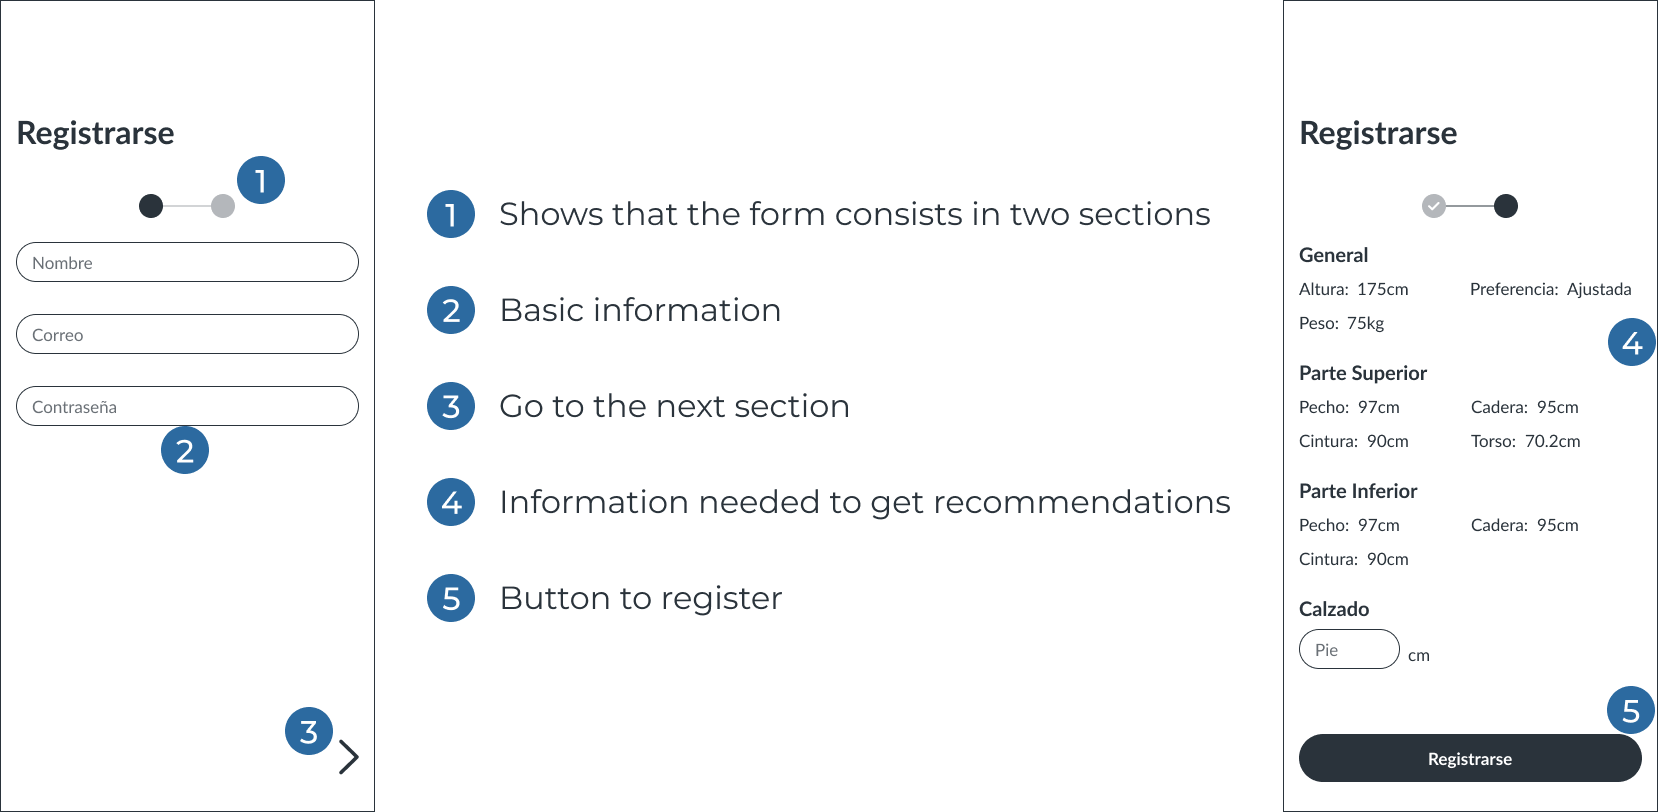 Registrarse
1
Nombre
Correo
Contraseña
2
3
1 Shows that the form consists in two sections
2 Basic information
3 Go to the next section
4 Information needed to get recommendations
5 Button to register
Registrarse
General
Altura: 175cm Preferencia: Ajustada
Peso: 75kg
4
Parte Superior
Pecho: 97cm Cadera: 95cm
Cintura: 90cm Torso: 70.2cm
Parte Inferior
Pecho: 97cm Cadera: 95cm
Cintura: 90cm
Calzado
Pie cm
5
Registrarse